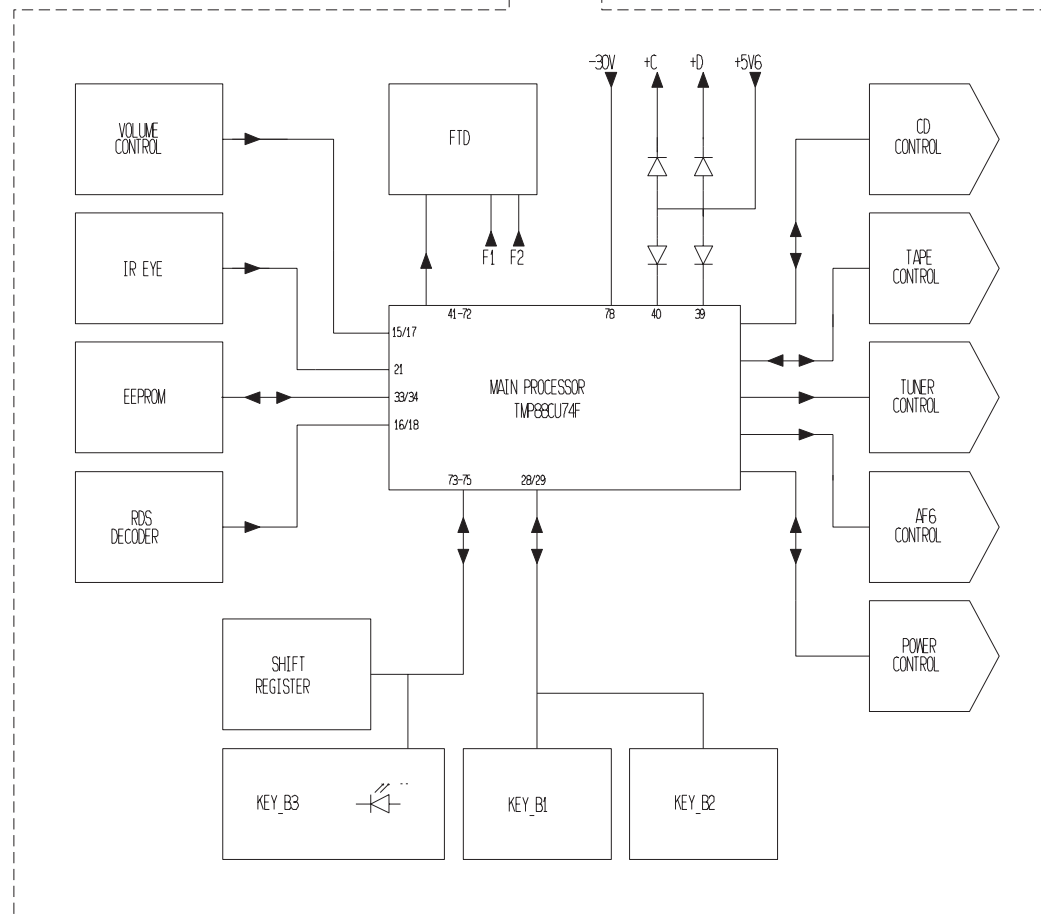 -30V
+C
+D
+5V6
VOLUME
CONTROL
FTD
CD
CONTROL
F1
F2
IR EYE
TAPE
CONTROL
41-72
78
40
39
15/17
21
33/34
16/18
MAIN PROCESSOR
TMP88CU74F
EEPROM
TUNER
CONTROL
73-75
28/29
RDS
DECODER
AF6
CONTROL
SHIFT
REGISTER
POWER
CONTROL
KEY_B3
KEY_B1
KEY_B2